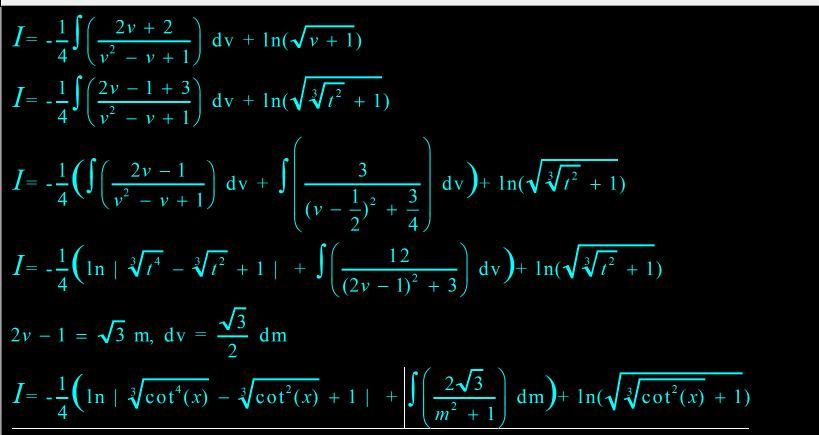 I= -1/4∫((2v + 2)/(v² − v + 1)) dv + ln(√(v + 1))
I= -1/4∫((2v − 1 + 3)/(v² − v + 1)) dv + ln(√(∛(t²) + 1))
I= -1/4(∫((2v − 1)/(v² − v + 1)) dv + ∫(3/((v − 1/2)² + 3/4)) dv)+ ln(√(∛(t²) + 1))
I= -1/4(ln | ∛(t⁴) − ∛(t²) + 1 | + ∫(12/((2v − 1)² + 3)) dv)+ ln(√(∛(t²) + 1))
2v − 1 = √3 m, dv = √3/2 dm
I= -1/4(ln | ∛(cot⁴(x)) − ∛(cot²(x)) + 1 | + ∫(2√3/(m² + 1)) dm)+ ln(√(∛(cot²(x)) + 1))